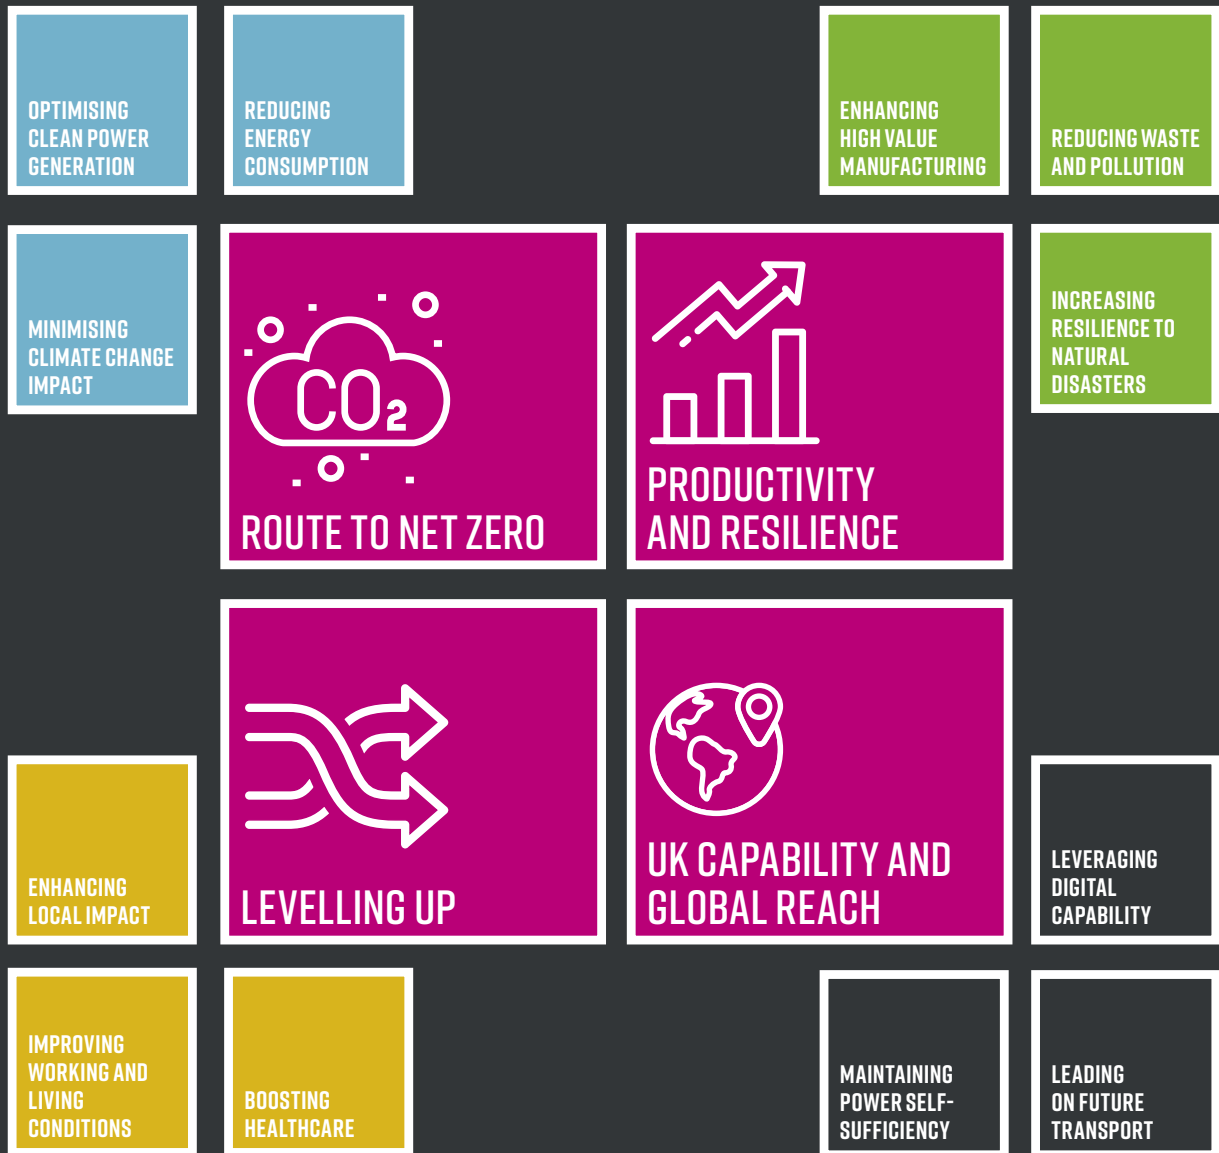 OPTIMISING
CLEAN POWER
GENERATION
REDUCING
ENERGY
CONSUMPTION
ENHANCING
HIGH VALUE
MANUFACTURING
REDUCING WASTE
AND POLLUTION
MINIMISING
CLIMATE CHANGE
IMPACT
CO₂
ROUTE TO NET ZERO
PRODUCTIVITY
AND RESILIENCE
INCREASING
RESILIENCE TO
NATURAL
DISASTERS
ENHANCING
LOCAL IMPACT
LEVELLING UP
UK CAPABILITY AND
GLOBAL REACH
LEVERAGING
DIGITAL
CAPABILITY
IMPROVING
WORKING AND
LIVING
CONDITIONS
BOOSTING
HEALTHCARE
MAINTAINING
POWER SELF-
SUFFICIENCY
LEADING
ON FUTURE
TRANSPORT